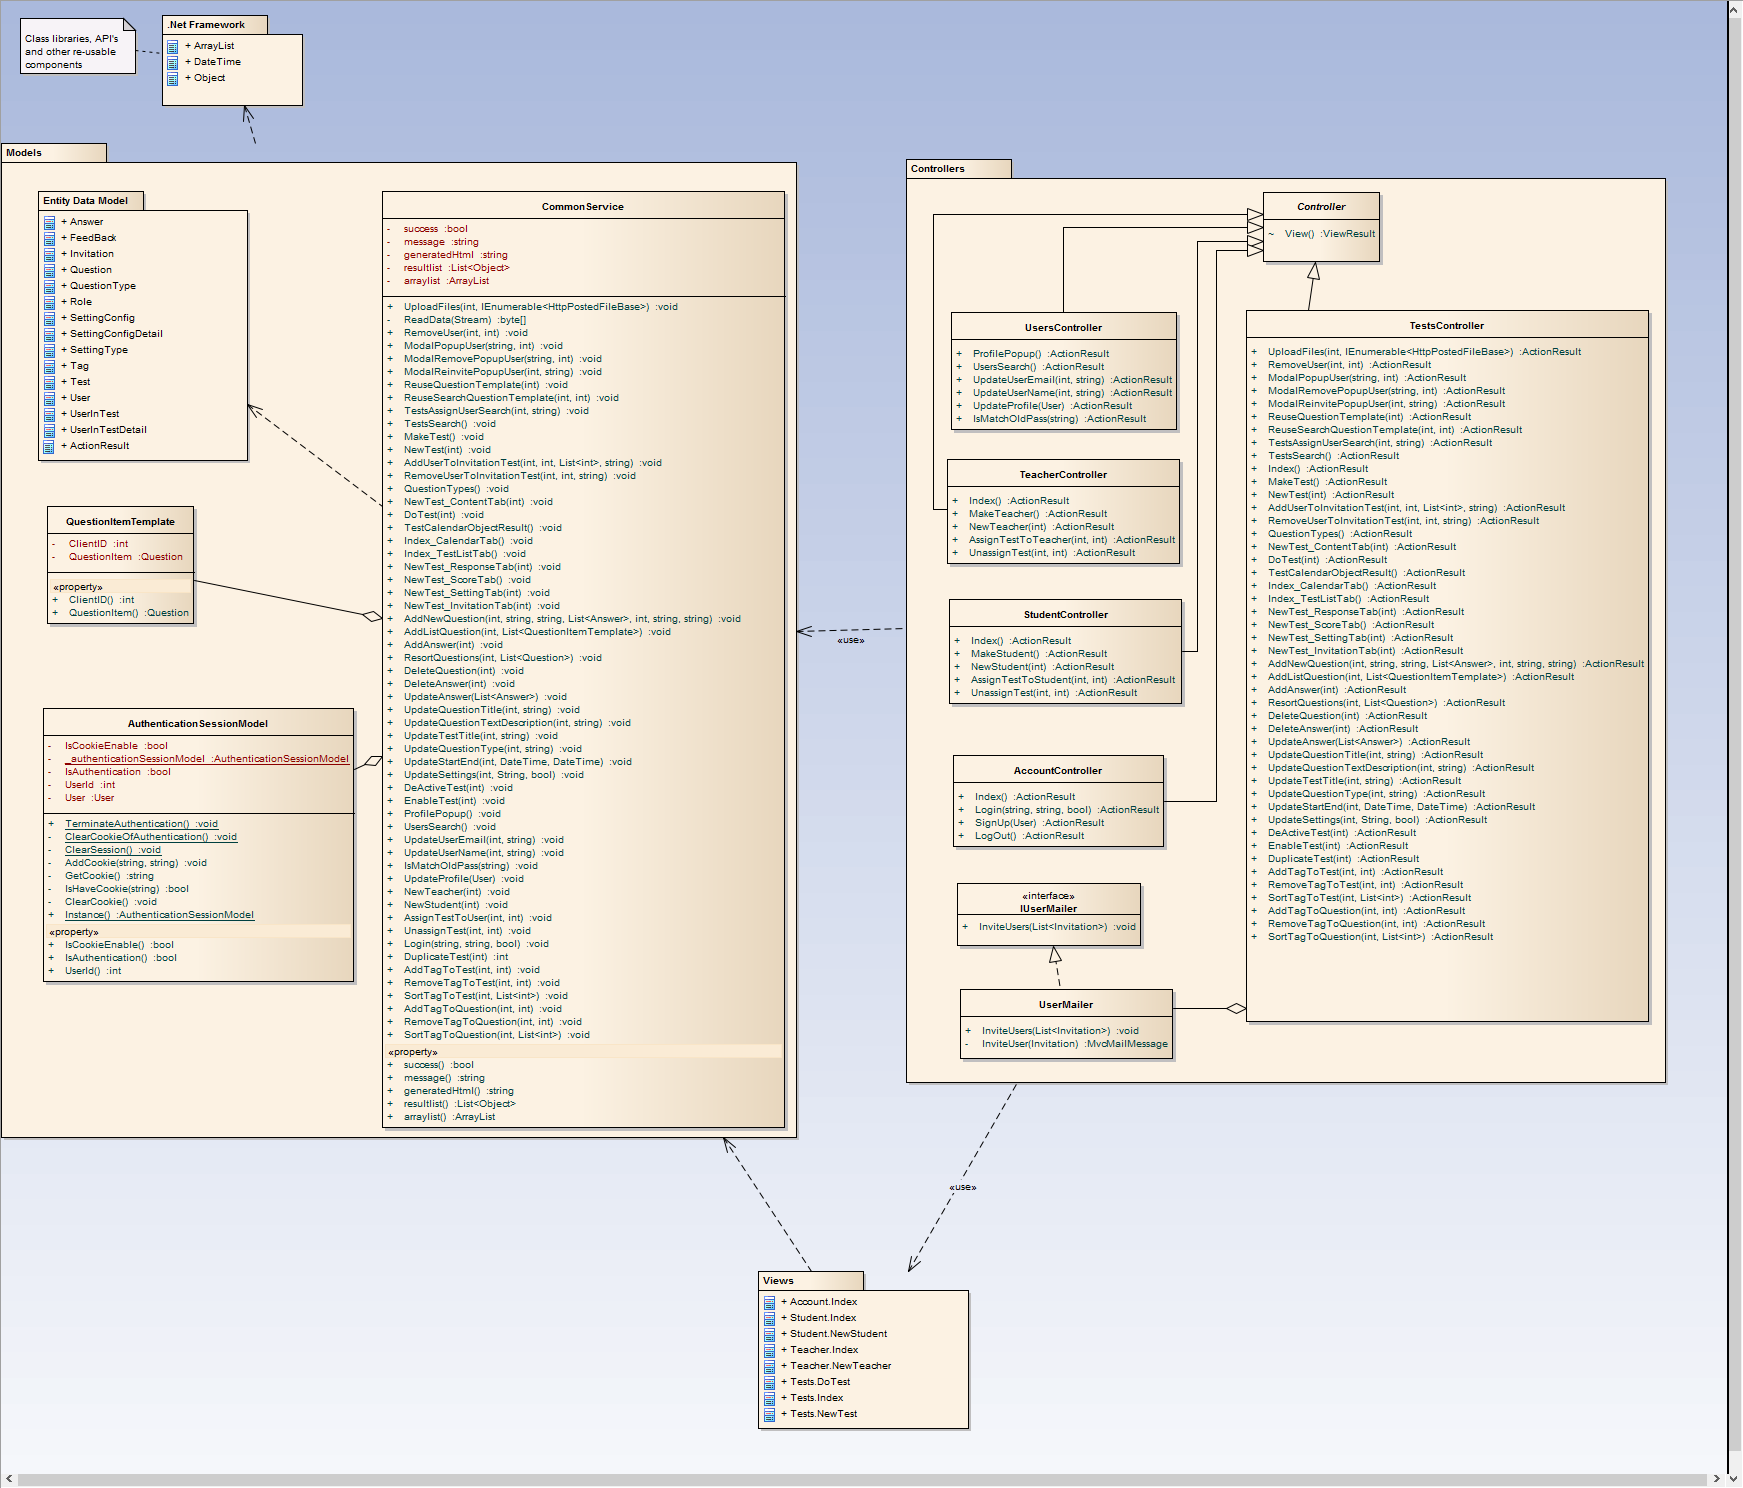 Class libraries, API's
and other re-usable
components
.Net Framework
+ ArrayList
+ DateTime
+ Object
Models
Entity Data Model
+ Answer
+ FeedBack
+ Invitation
+ Question
+ QuestionType
+ Role
+ SettingConfig
+ SettingConfigDetail
+ SettingType
+ Tag
+ Test
+ User
+ UserInTest
+ UserInTestDetail
+ ActionResult
QuestionItemTemplate
- ClientID :int
- QuestionItem :Question
«property»
+ ClientID() :int
+ QuestionItem() :Question
AuthenticationSessionModel
- IsCookieEnable :bool
- _authenticationSessionModel :AuthenticationSessionModel
- IsAuthentication :bool
- UserId :int
- User :User
+ TerminateAuthentication() :void
- ClearCookieOfAuthentication() :void
- ClearSession() :void
- AddCookie(string, string) :void
- GetCookie() :string
- IsHaveCookie(string) :bool
- ClearCookie() :void
+ Instance() :AuthenticationSessionModel
«property»
+ IsCookieEnable() :bool
+ IsAuthentication() :bool
+ UserId() :int
CommonService
- success :bool
- message :string
- generatedHtml :string
- resultlist :List<Object>
- arraylist :ArrayList
+ UploadFiles(int, IEnumerable<HttpPostedFileBase>) :void
- ReadData(Stream) :byte[]
+ RemoveUser(int, int) :void
+ ModalPopupUser(string, int) :void
+ ModalRemovePopupUser(string, int) :void
+ ModalReinvitePopupUser(int, string) :void
+ ReuseQuestionTemplate(int) :void
+ ReuseSearchQuestionTemplate(int, int) :void
+ TestsAssignUserSearch(int, string) :void
+ TestsSearch() :void
+ MakeTest() :void
+ NewTest(int) :void
+ AddUserToInvitationTest(int, int, List<int>, string) :void
+ RemoveUserToInvitationTest(int, int, string) :void
+ QuestionTypes() :void
+ NewTest_ContentTab(int) :void
+ DoTest(int) :void
+ TestCalendarObjectResult() :void
+ Index_CalendarTab() :void
+ Index_TestListTab() :void
+ NewTest_ResponseTab(int) :void
+ NewTest_ScoreTab() :void
+ NewTest_SettingTab(int) :void
+ NewTest_InvitationTab(int) :void
+ AddNewQuestion(int, string, string, List<Answer>, int, string, string) :void
+ AddListQuestion(int, List<QuestionItemTemplate>) :void
+ AddAnswer(int) :void
+ ResortQuestions(int, List<Question>) :void
+ DeleteQuestion(int) :void
+ DeleteAnswer(int) :void
+ UpdateAnswer(List<Answer>) :void
+ UpdateQuestionTitle(int, string) :void
+ UpdateQuestionTextDescription(int, string) :void
+ UpdateTestTitle(int, string) :void
+ UpdateQuestionType(int, string) :void
+ UpdateStartEnd(int, DateTime, DateTime) :void
+ UpdateSettings(int, String, bool) :void
+ DeActiveTest(int) :void
+ EnableTest(int) :void
+ ProfilePopup() :void
+ UsersSearch() :void
+ UpdateUserEmail(int, string) :void
+ UpdateUserName(int, string) :void
+ IsMatchOldPass(string) :void
+ UpdateProfile(User) :void
+ NewTeacher(int) :void
+ NewStudent(int) :void
+ AssignTestToUser(int, int) :void
+ UnassignTest(int, int) :void
+ Login(string, string, bool) :void
+ DuplicateTest(int) :int
+ AddTagToTest(int, int) :void
+ RemoveTagToTest(int, int) :void
+ SortTagToTest(int, List<int>) :void
+ AddTagToQuestion(int, int) :void
+ RemoveTagToQuestion(int, int) :void
+ SortTagToQuestion(int, List<int>) :void
«property»
+ success() :bool
+ message() :string
+ generatedHtml() :string
+ resultlist() :List<Object>
+ arraylist() :ArrayList
«use»
Controllers
Controller
~ View() :ViewResult
UsersController
+ ProfilePopup() :ActionResult
+ UsersSearch() :ActionResult
+ UpdateUserEmail(int, string) :ActionResult
+ UpdateUserName(int, string) :ActionResult
+ UpdateProfile(User) :ActionResult
+ IsMatchOldPass(string) :ActionResult
TeacherController
+ Index() :ActionResult
+ MakeTeacher() :ActionResult
+ NewTeacher(int) :ActionResult
+ AssignTestToTeacher(int, int) :ActionResult
+ UnassignTest(int, int) :ActionResult
StudentController
+ Index() :ActionResult
+ MakeStudent() :ActionResult
+ NewStudent(int) :ActionResult
+ AssignTestToStudent(int, int) :ActionResult
+ UnassignTest(int, int) :ActionResult
AccountController
+ Index() :ActionResult
+ Login(string, string, bool) :ActionResult
+ SignUp(User) :ActionResult
+ LogOut() :ActionResult
«interface»
IUserMailer
+ InviteUsers(List<Invitation>) :void
UserMailer
+ InviteUsers(List<Invitation>) :void
- InviteUser(Invitation) :MvcMailMessage
TestsController
+ UploadFiles(int, IEnumerable<HttpPostedFileBase>) :ActionResult
+ RemoveUser(int, int) :ActionResult
+ ModalPopupUser(string, int) :ActionResult
+ ModalRemovePopupUser(string, int) :ActionResult
+ ModalReinvitePopupUser(int, string) :ActionResult
+ ReuseQuestionTemplate(int) :ActionResult
+ ReuseSearchQuestionTemplate(int, int) :ActionResult
+ TestsAssignUserSearch(int, string) :ActionResult
+ TestsSearch() :ActionResult
+ Index() :ActionResult
+ MakeTest() :ActionResult
+ NewTest(int) :ActionResult
+ AddUserToInvitationTest(int, int, List<int>, string) :ActionResult
+ RemoveUserToInvitationTest(int, int, string) :ActionResult
+ QuestionTypes() :ActionResult
+ NewTest_ContentTab(int) :ActionResult
+ DoTest(int) :ActionResult
+ TestCalendarObjectResult() :ActionResult
+ Index_CalendarTab() :ActionResult
+ Index_TestListTab() :ActionResult
+ NewTest_ResponseTab(int) :ActionResult
+ NewTest_ScoreTab() :ActionResult
+ NewTest_SettingTab(int) :ActionResult
+ NewTest_InvitationTab(int) :ActionResult
+ AddNewQuestion(int, string, string, List<Answer>, int, string, string) :ActionResult
+ AddListQuestion(int, List<QuestionItemTemplate>) :ActionResult
+ AddAnswer(int) :ActionResult
+ ResortQuestions(int, List<Question>) :ActionResult
+ DeleteQuestion(int) :ActionResult
+ DeleteAnswer(int) :ActionResult
+ UpdateAnswer(List<Answer>) :ActionResult
+ UpdateQuestionTitle(int, string) :ActionResult
+ UpdateQuestionTextDescription(int, string) :ActionResult
+ UpdateTestTitle(int, string) :ActionResult
+ UpdateQuestionType(int, string) :ActionResult
+ UpdateStartEnd(int, DateTime, DateTime) :ActionResult
+ UpdateSettings(int, String, bool) :ActionResult
+ DeActiveTest(int) :ActionResult
+ EnableTest(int) :ActionResult
+ DuplicateTest(int) :ActionResult
+ AddTagToTest(int, int) :ActionResult
+ RemoveTagToTest(int, int) :ActionResult
+ SortTagToTest(int, List<int>) :ActionResult
+ AddTagToQuestion(int, int) :ActionResult
+ RemoveTagToQuestion(int, int) :ActionResult
+ SortTagToQuestion(int, List<int>) :ActionResult
«use»
Views
+ Account.Index
+ Student.Index
+ Student.NewStudent
+ Teacher.Index
+ Teacher.NewTeacher
+ Tests.DoTest
+ Tests.Index
+ Tests.NewTest